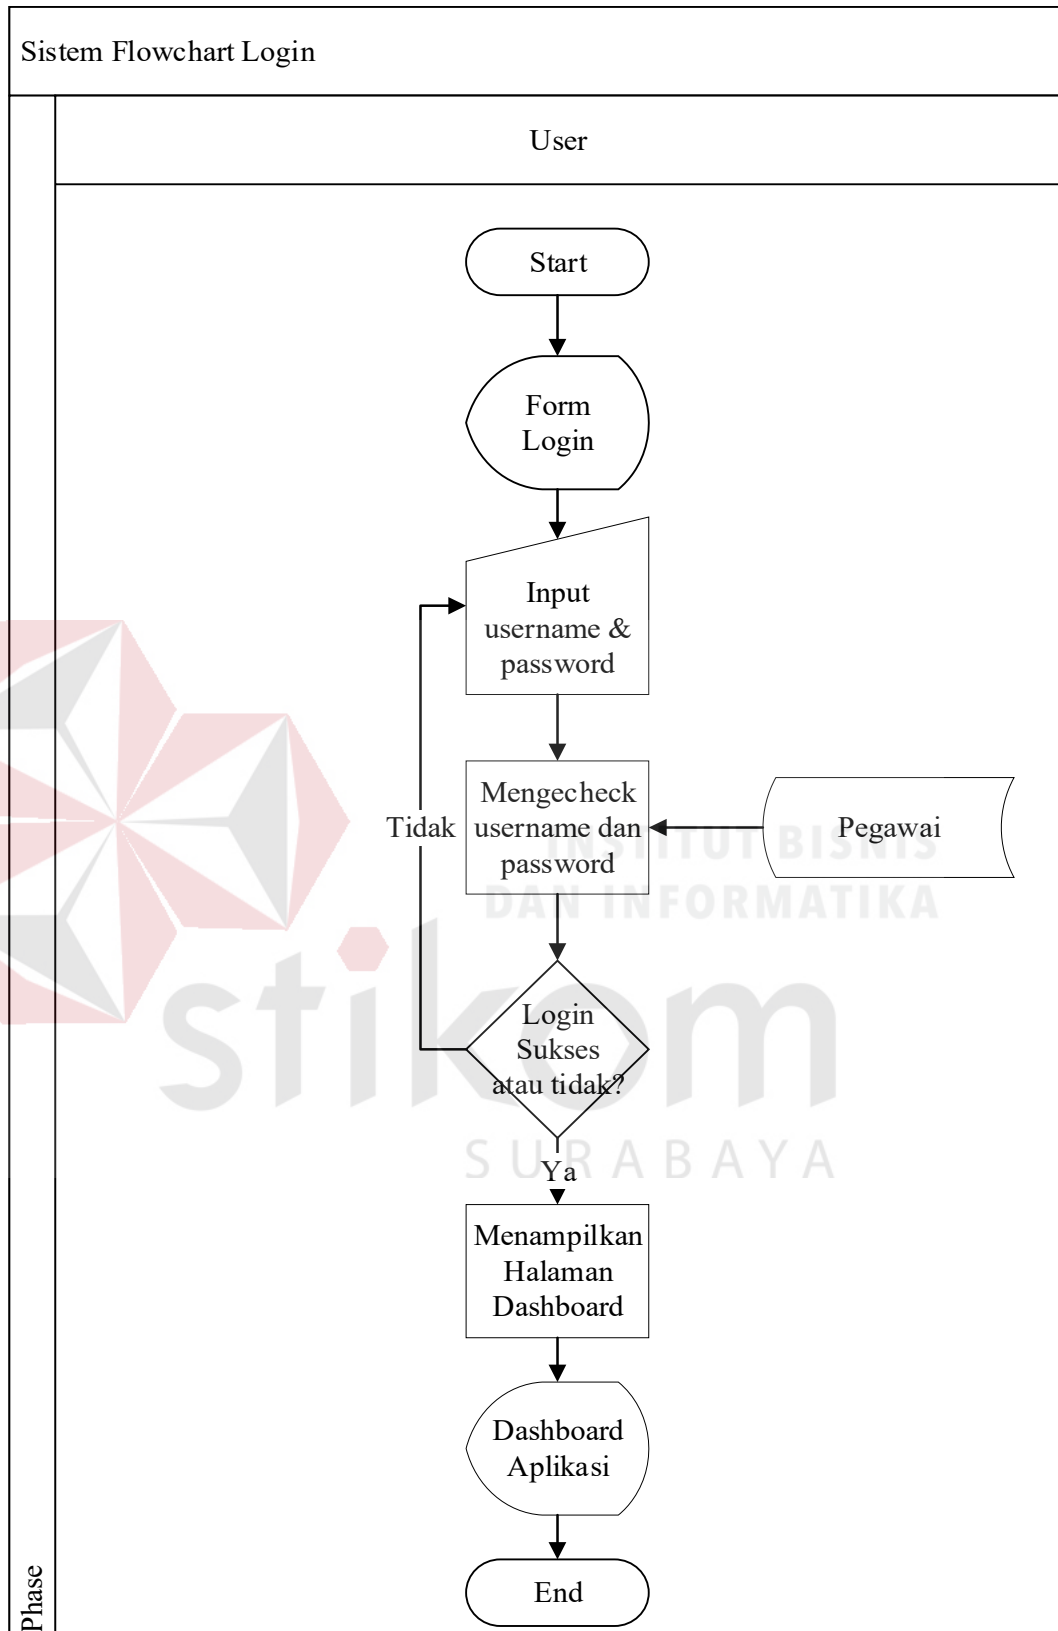 Sistem Flowchart Login
User
Start
Form
Login
Input
username &
password
Mengecheck
username dan
password
Tidak
Pegawai
INSTITUT BISNIS
DAN INFORMATIKA
stikom
SURABAYA
Login
Sukses
atau tidak?
Ya
Menampilkan
Halaman
Dashboard
Dashboard
Aplikasi
End
Phase